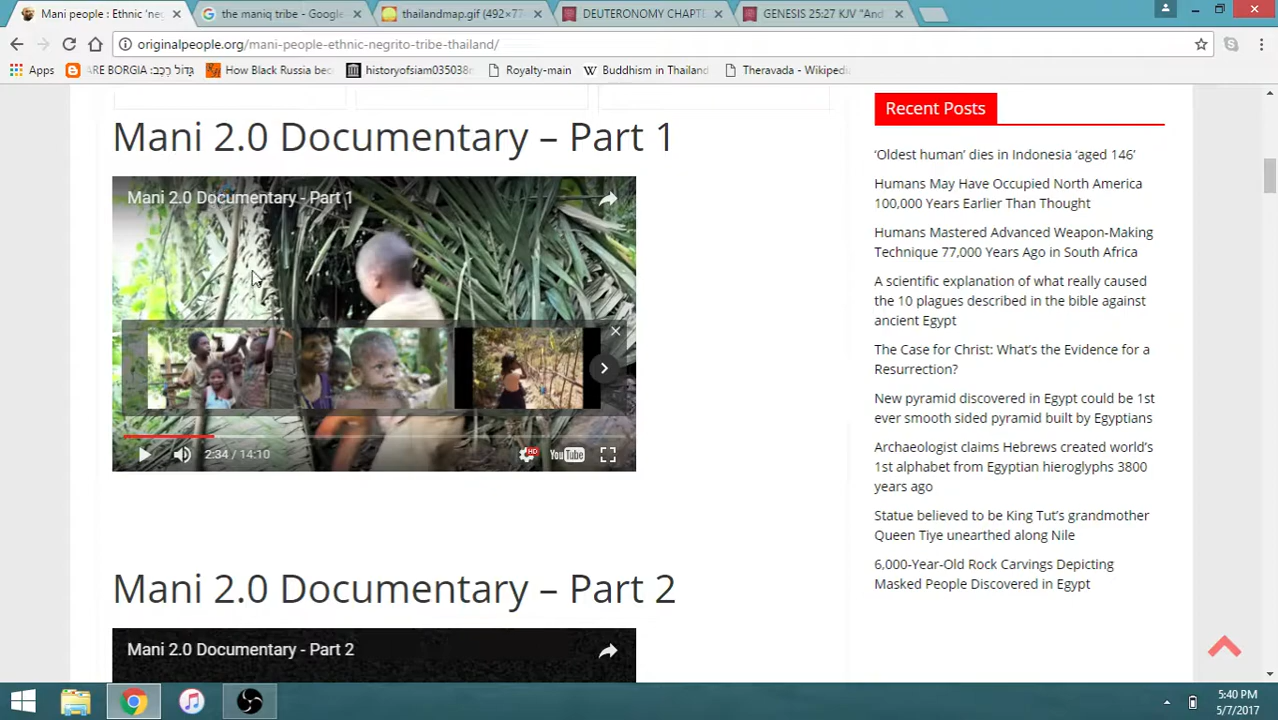 Mani people : Ethnic 'ne
the maniq tribe - Google
thailandmap.gif (492×77
DEUTERONOMY CHAPT
GENESIS 25:27 KJV "And
originalpeople.org/mani-people-ethnic-negrito-tribe-thailand/
Apps
ARE BORGIA :גָּדוֹל רֶכֶב
How Black Russia bec
historyofsiam035038
Royalty-main
Buddhism in Thailand
Theravada - Wikiped
Mani 2.0 Documentary – Part 1
Mani 2.0 Documentary - Part 1
HD
YouTube
2:34 / 14:10
Mani 2.0 Documentary – Part 2
Mani 2.0 Documentary - Part 2
Recent Posts
'Oldest human' dies in Indonesia 'aged 146'
Humans May Have Occupied North America
100,000 Years Earlier Than Thought
Humans Mastered Advanced Weapon-Making
Technique 77,000 Years Ago in South Africa
A scientific explanation of what really caused
the 10 plagues described in the bible against
ancient Egypt
The Case for Christ: What's the Evidence for a
Resurrection?
New pyramid discovered in Egypt could be 1st
ever smooth sided pyramid built by Egyptians
Archaeologist claims Hebrews created world's
1st alphabet from Egyptian hieroglyphs 3800
years ago
Statue believed to be King Tut's grandmother
Queen Tiye unearthed along Nile
6,000-Year-Old Rock Carvings Depicting
Masked People Discovered in Egypt
5:40 PM
5/7/2017